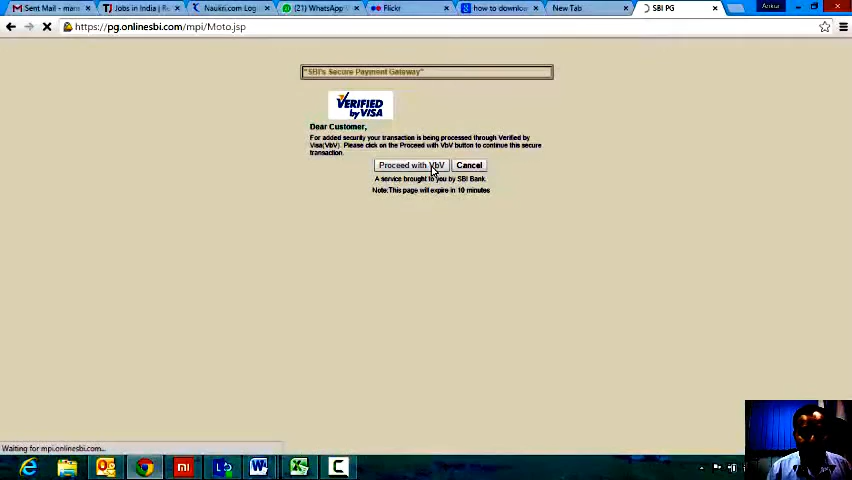 Sent Mail - mans
Jobs in India | R
Naukri.com Log
(21) WhatsApp
Flickr
how to downloa
New Tab
SBI PG
Ankur
https://pg.onlinesbi.com/mpi/Moto.jsp
"SBI's Secure Payment Gateway"
VERIFIED
by VISA
Dear Customer,
For added security your transaction is being processed through Verified by
Visa(VbV). Please click on the Proceed with VbV button to continue this secure
transaction.
Proceed with VbV Cancel
A service brought to you by SBI Bank.
Note:This page will expire in 10 minutes
Waiting for mpi.onlinesbi.com...